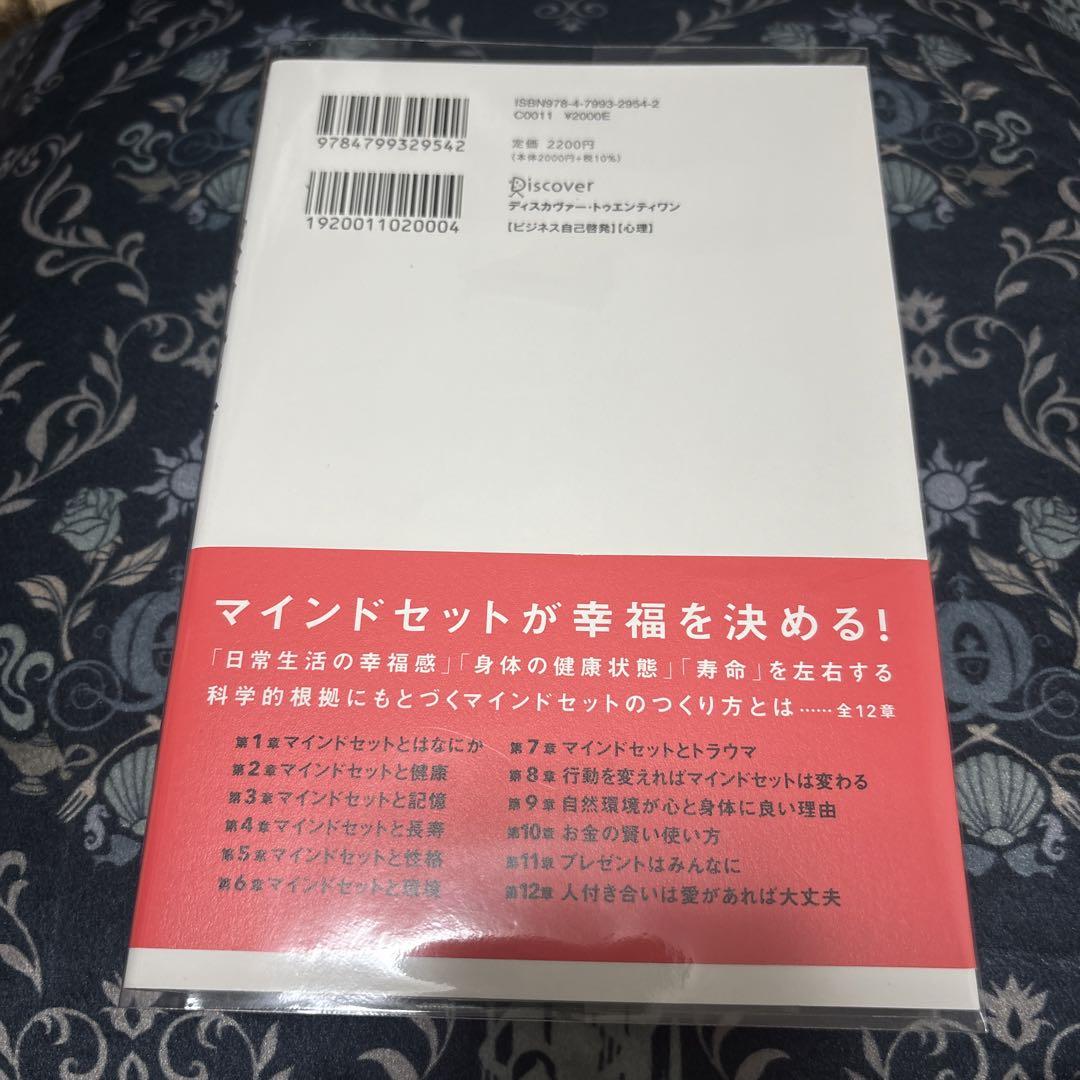 ISBN978-4-7993-2954-2
C0011 ¥2000E
9784799329542
定価 2200円
(本体2000円+税10%)
Discover
ディスカヴァー・トゥエンティワン
1920011020004
【ビジネス自己啓発】【心理】
マインドセットが幸福を決める!
「日常生活の幸福感」「身体の健康状態」「寿命」を左右する
科学的根拠にもとづくマインドセットのつくり方とは……全12章
第1章マインドセットとはなにか
第2章マインドセットと健康
第3章マインドセットと記憶
第4章マインドセットと長寿
第5章マインドセットと性格
第6章マインドセットと環境
第7章マインドセットとトラウマ
第8章行動を変えればマインドセットは変わる
第9章自然環境が心と身体に良い理由
第10章お金の賢い使い方
第11章プレゼントはみんなに
第12章人付き合いは愛があれば大丈夫